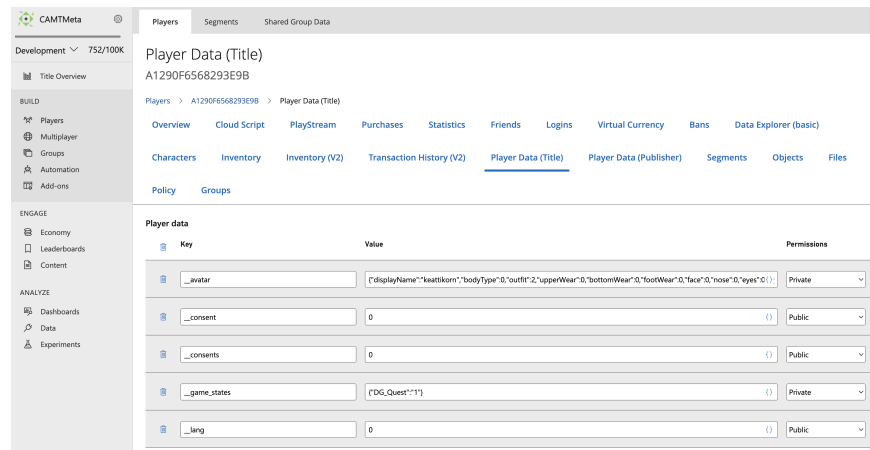 CAMTMeta
Players Segments Shared Group Data
Development 752/100K
Title Overview
BUILD
Players
Multiplayer
Groups
Automation
Add-ons
ENGAGE
Economy
Leaderboards
Content
ANALYZE
Dashboards
Data
Experiments
Player Data (Title)
A1290F6568293E9B
Players > A1290F6568293E9B > Player Data (Title)
Overview Cloud Script PlayStream Purchases Statistics Friends Logins Virtual Currency Bans Data Explorer (basic)
Characters Inventory Inventory (V2) Transaction History (V2) Player Data (Title) Player Data (Publisher) Segments Objects Files
Policy Groups
Player data
Key Value Permissions
__avatar {"displayName":"keattikorn","bodyType":0,"outfit":2,"upperWear":0,"bottomWear":0,"footWear":0,"face":0,"nose":0,"eyes":0 {} Private
__consent 0 {} Public
__consents 0 {} Public
__game_states {"DG_Quest":"1"} {} Private
__lang 0 {} Public